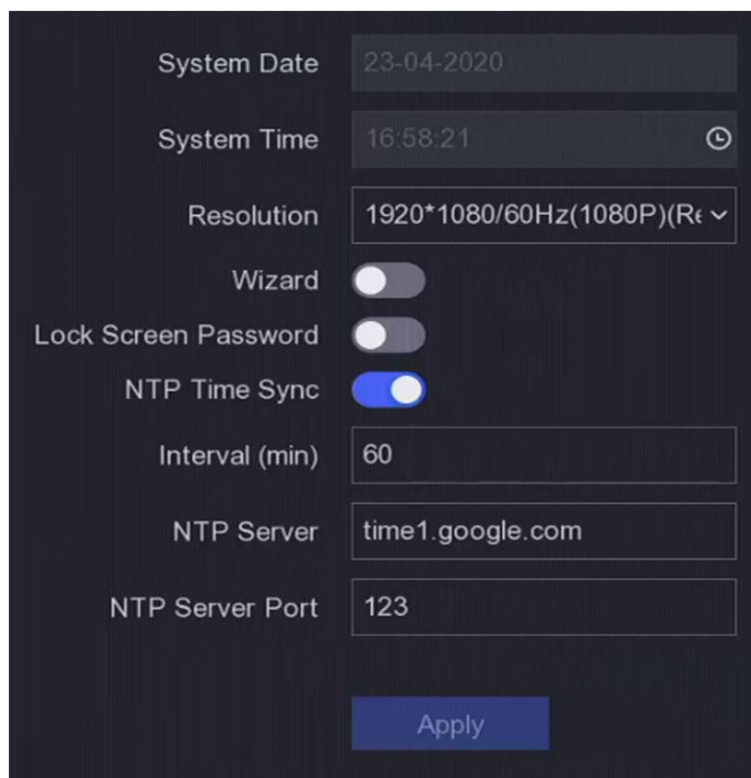 System Date 23-04-2020
System Time 16:58:21
Resolution 1920*1080/60Hz(1080P)(Re
Wizard
Lock Screen Password
NTP Time Sync
Interval (min) 60
NTP Server time1.google.com
NTP Server Port 123
Apply